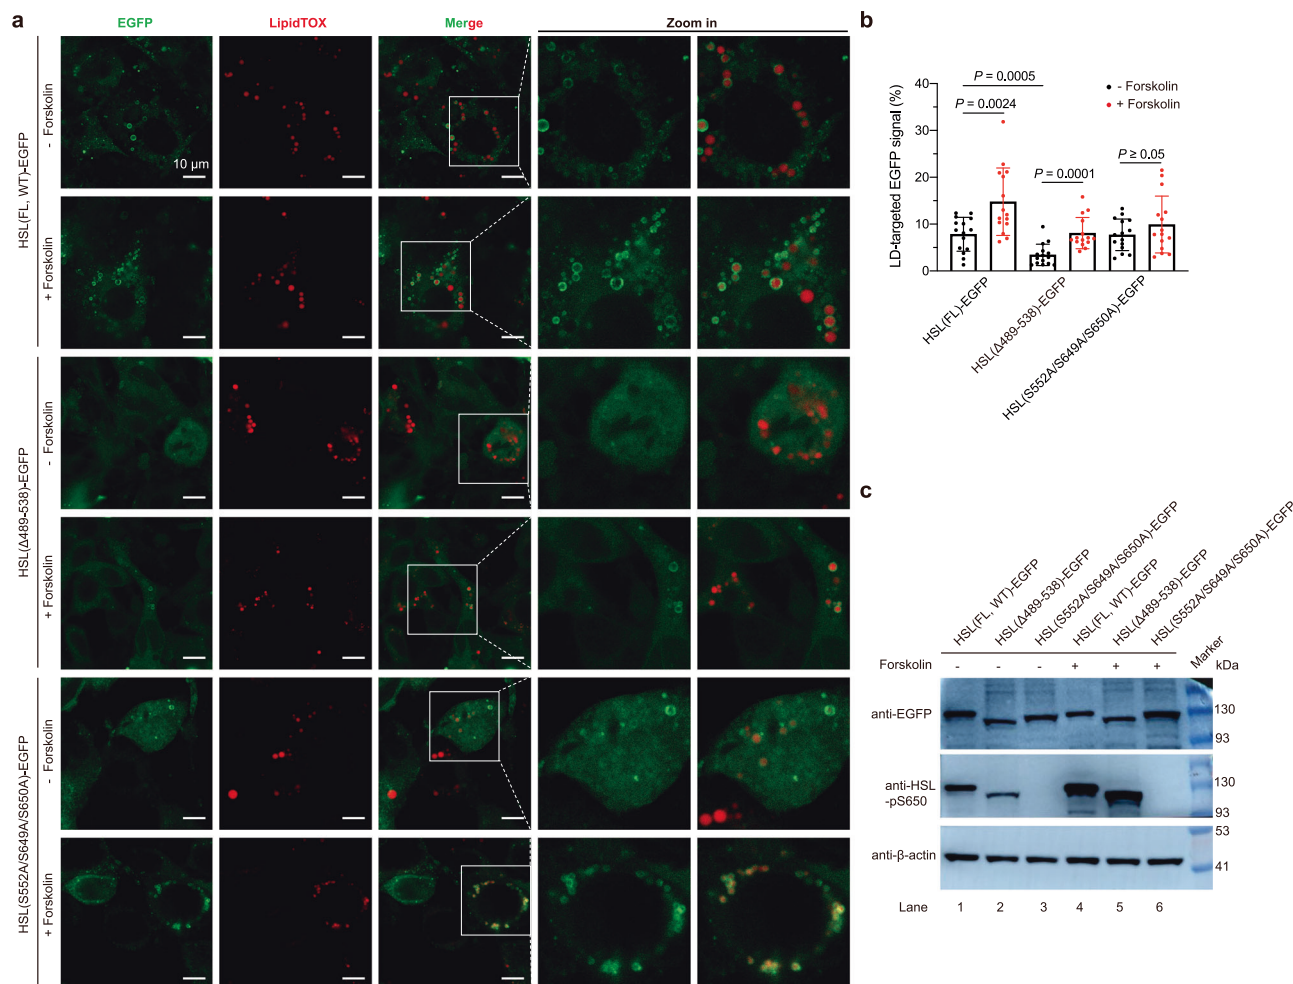 a
EGFP
LipidTOX
Merge
Zoom in
HSL(FL, WT)-EGFP
- Forskolin
10 µm
+ Forskolin
HSL(Δ489-538)-EGFP
- Forskolin
+ Forskolin
HSL(S552A/S649A/S650A)-EGFP
- Forskolin
+ Forskolin
b
LD-targeted EGFP signal (%)
40
30
20
10
0
P = 0.0005
P = 0.0024
P = 0.0001
P ≥ 0.05
- Forskolin
+ Forskolin
HSL(FL)-EGFP
HSL(Δ489-538)-EGFP
HSL(S552A/S649A/S650A)-EGFP
c
HSL(FL, WT)-EGFP
HSL(Δ489-538)-EGFP
HSL(S552A/S649A/S650A)-EGFP
HSL(FL, WT)-EGFP
HSL(Δ489-538)-EGFP
HSL(S552A/S649A/S650A)-EGFP
Marker
Forskolin - - - + + + kDa
anti-EGFP
130
93
anti-HSL
-pS650
130
93
anti-β-actin
53
41
Lane 1 2 3 4 5 6